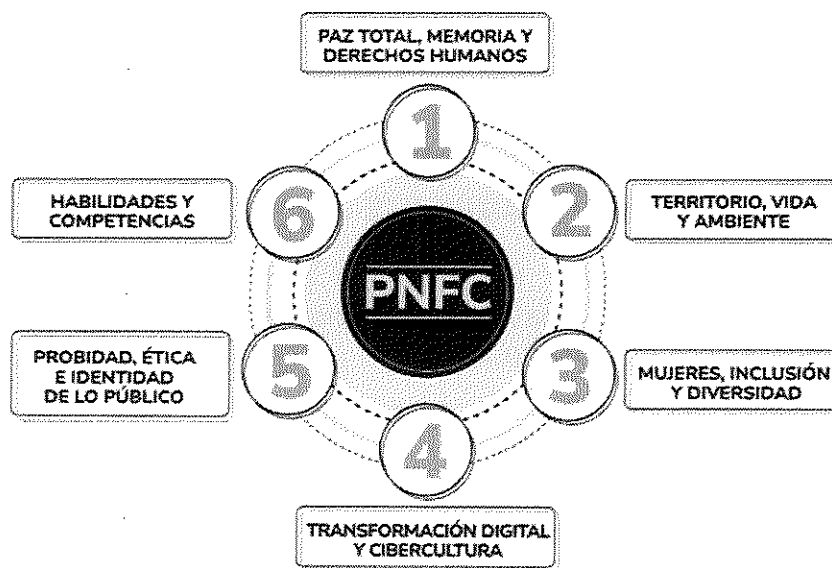 PAZ TOTAL, MEMORIA Y
DERECHOS HUMANOS
1
2
TERRITORIO, VIDA
Y AMBIENTE
3
MUJERES, INCLUSIÓN
Y DIVERSIDAD
4
TRANSFORMACIÓN DIGITAL
Y CIBERCULTURA
5
PROBIDAD, ÉTICA
E IDENTIDAD
DE LO PÚBLICO
6
HABILIDADES Y
COMPETENCIAS
PNFC